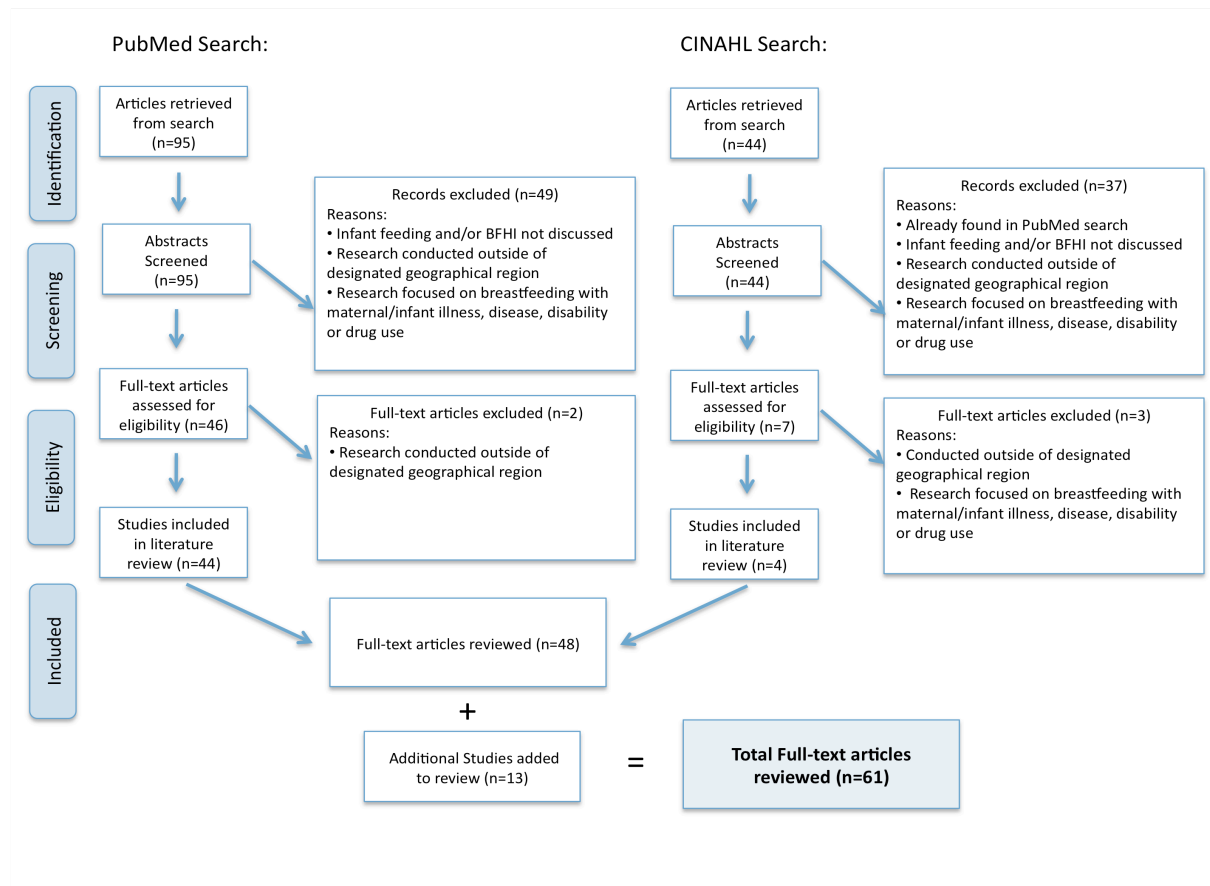 PubMed Search:
CINAHL Search:
Identification
Screening
Eligibility
Included
Articles retrieved
from search
(n=95)
Abstracts
Screened
(n=95)
Records excluded (n=49)
Reasons:
• Infant feeding and/or BFHI not discussed
• Research conducted outside of
designated geographical region
• Research focused on breastfeeding with
maternal/infant illness, disease, disability
or drug use
Full-text articles
assessed for
eligibility (n=46)
Full-text articles excluded (n=2)
Reasons:
• Research conducted outside of
designated geographical region
Studies included
in literature
review (n=44)
Articles retrieved
from search
(n=44)
Abstracts
Screened
(n=44)
Records excluded (n=37)
Reasons:
• Already found in PubMed search
• Infant feeding and/or BFHI not discussed
• Research conducted outside of
designated geographical region
• Research focused on breastfeeding with
maternal/infant illness, disease, disability
or drug use
Full-text articles
assessed for
eligibility (n=7)
Full-text articles excluded (n=3)
Reasons:
• Conducted outside of designated
geographical region
• Research focused on breastfeeding with
maternal/infant illness, disease, disability
or drug use
Studies included
in literature
review (n=4)
Full-text articles reviewed (n=48)
+
Additional Studies added
to review (n=13)
=
Total Full-text articles
reviewed (n=61)